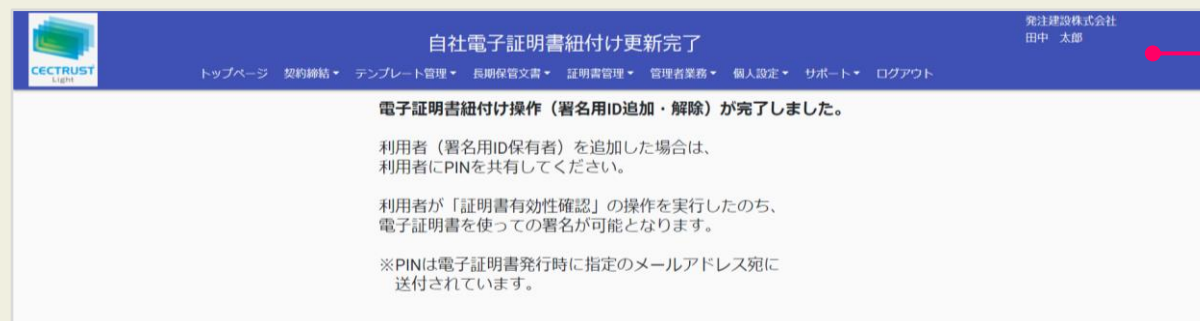 発注建設株式会社
田中 太郎
自社電子証明書紐付け更新完了
CECTRUST
Light
トップページ 契約締結 テンプレート管理 長期保管文書 証明書管理 管理者業務 個人設定 サポート ログアウト
電子証明書紐付け操作（署名用ID追加・解除）が完了しました。
利用者（署名用ID保有者）を追加した場合は、
利用者にPINを共有してください。
利用者が「証明書有効性確認」の操作を実行したのち、
電子証明書を使っての署名が可能となります。
※PINは電子証明書発行時に指定のメールアドレス宛に
送付されています。